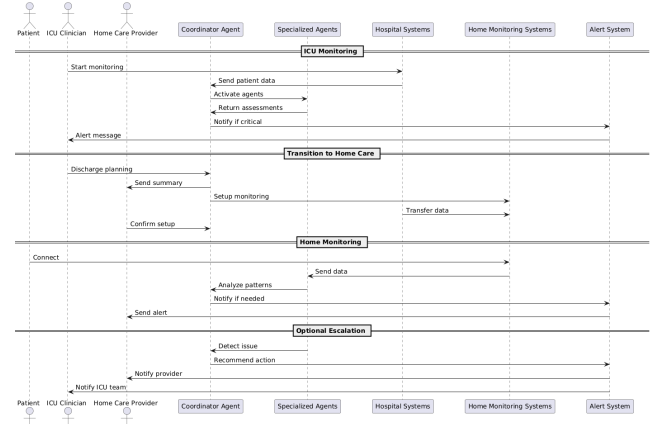 Patient ICU Clinician Home Care Provider Coordinator Agent Specialized Agents Hospital Systems Home Monitoring Systems Alert System
ICU Monitoring
Start monitoring
Send patient data
Activate agents
Return assessments
Notify if critical
Alert message
Transition to Home Care
Discharge planning
Send summary
Setup monitoring
Transfer data
Confirm setup
Home Monitoring
Connect
Send data
Analyze patterns
Notify if needed
Send alert
Optional Escalation
Detect issue
Recommend action
Notify provider
Notify ICU team
Patient ICU Clinician Home Care Provider Coordinator Agent Specialized Agents Hospital Systems Home Monitoring Systems Alert System